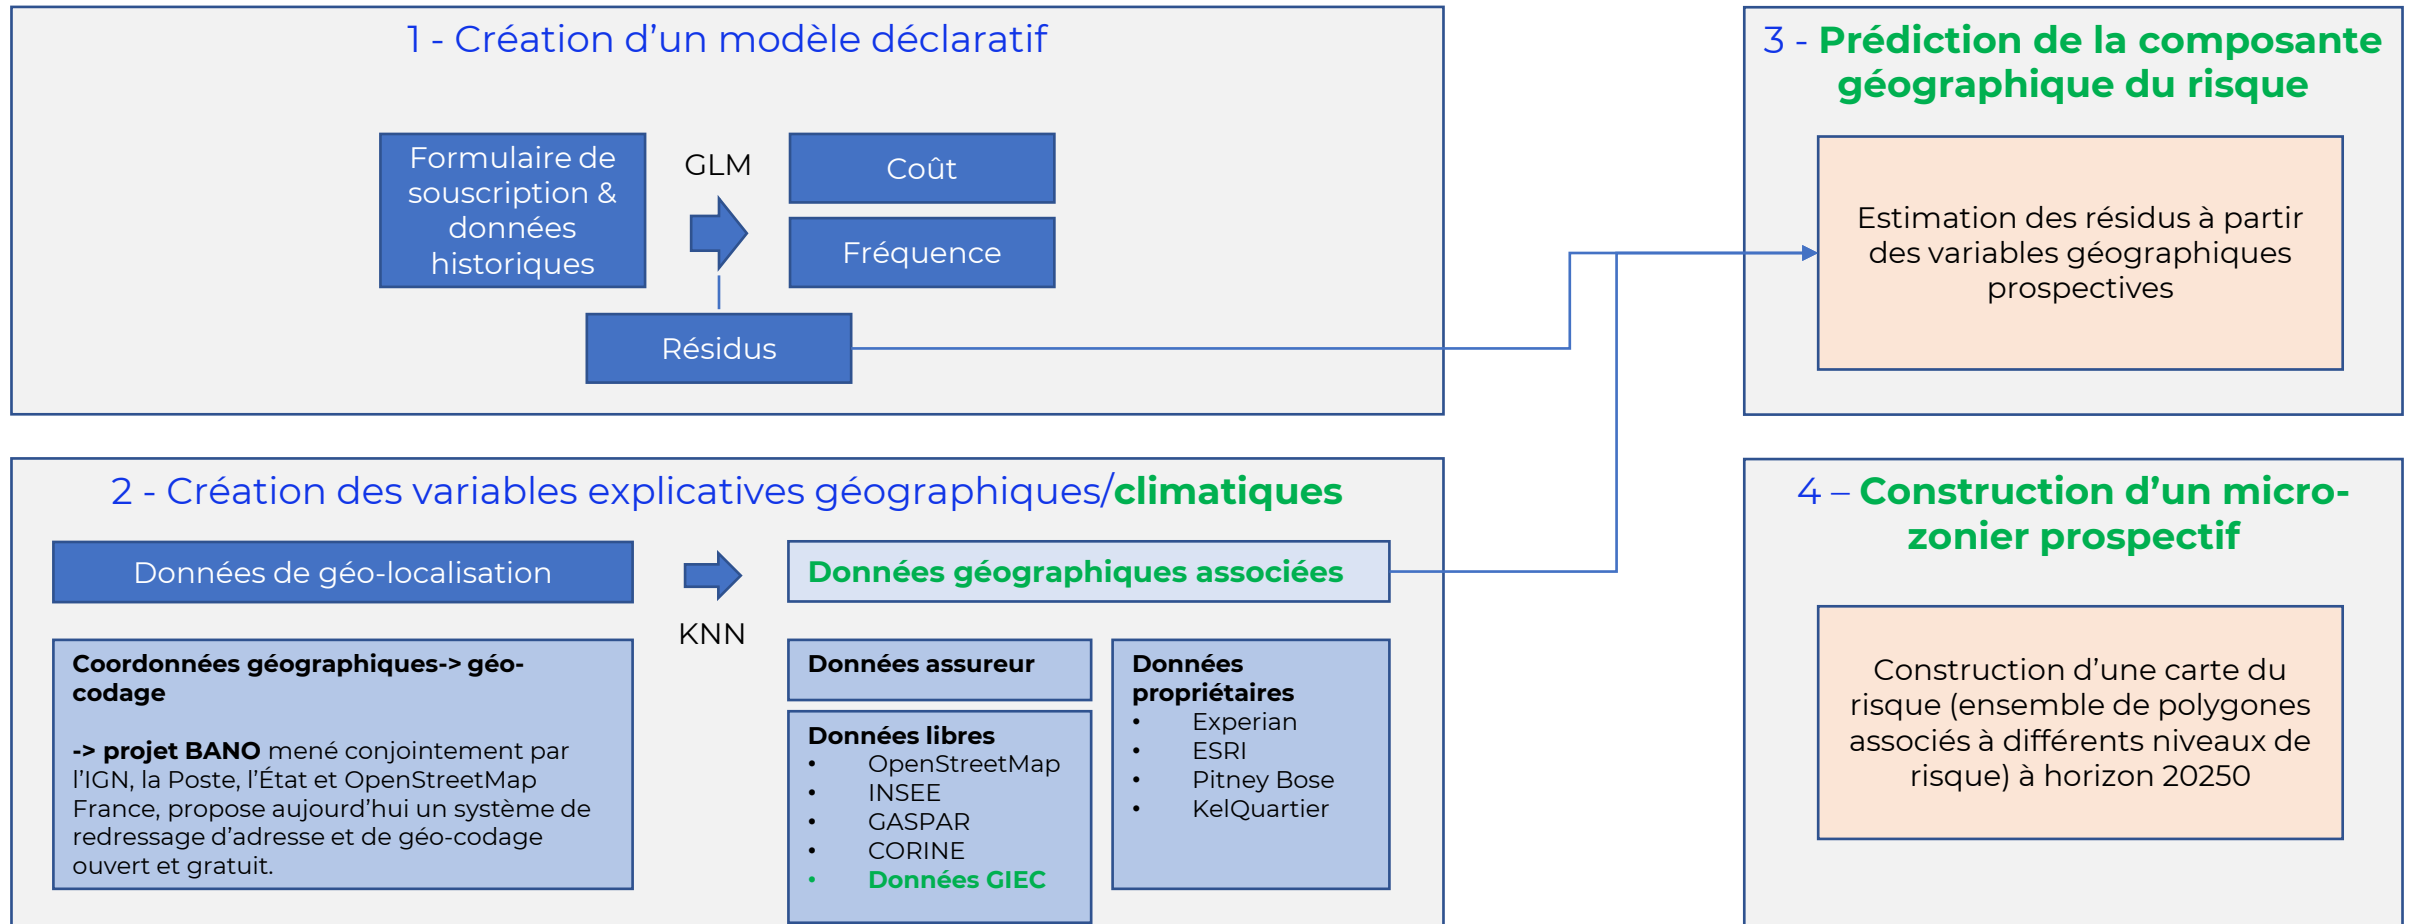 1 - Création d’un modèle déclaratif
Formulaire de
souscription &
données
historiques
GLM
Coût
Fréquence
Résidus
2 - Création des variables explicatives géographiques/climatiques
Données de géo-localisation
KNN
Données géographiques associées
Coordonnées géographiques-> géo-
codage
-> projet BANO mené conjointement par
l’IGN, la Poste, l’État et OpenStreetMap
France, propose aujourd’hui un système de
redressage d’adresse et de géo-codage
ouvert et gratuit.
Données assureur
Données libres
• OpenStreetMap
• INSEE
• GASPAR
• CORINE
• Données GIEC
Données
propriétaires
• Experian
• ESRI
• Pitney Bose
• KelQuartier
3 - Prédiction de la composante
géographique du risque
Estimation des résidus à partir
des variables géographiques
prospectives
4 – Construction d’un micro-
zonier prospectif
Construction d’une carte du
risque (ensemble de polygones
associés à différents niveaux de
risque) à horizon 20250